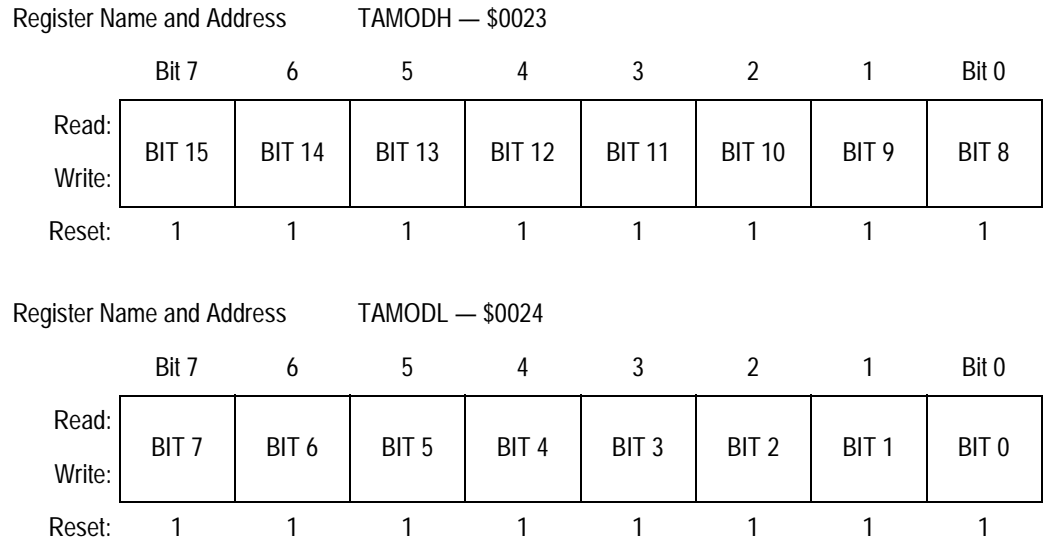 Register Name and Address TAMODH — $0023
Bit 7 6 5 4 3 2 1 Bit 0
Read:
BIT 15 BIT 14 BIT 13 BIT 12 BIT 11 BIT 10 BIT 9 BIT 8
Write:
Reset: 1 1 1 1 1 1 1 1
Register Name and Address TAMODL — $0024
Bit 7 6 5 4 3 2 1 Bit 0
Read:
BIT 7 BIT 6 BIT 5 BIT 4 BIT 3 BIT 2 BIT 1 BIT 0
Write:
Reset: 1 1 1 1 1 1 1 1